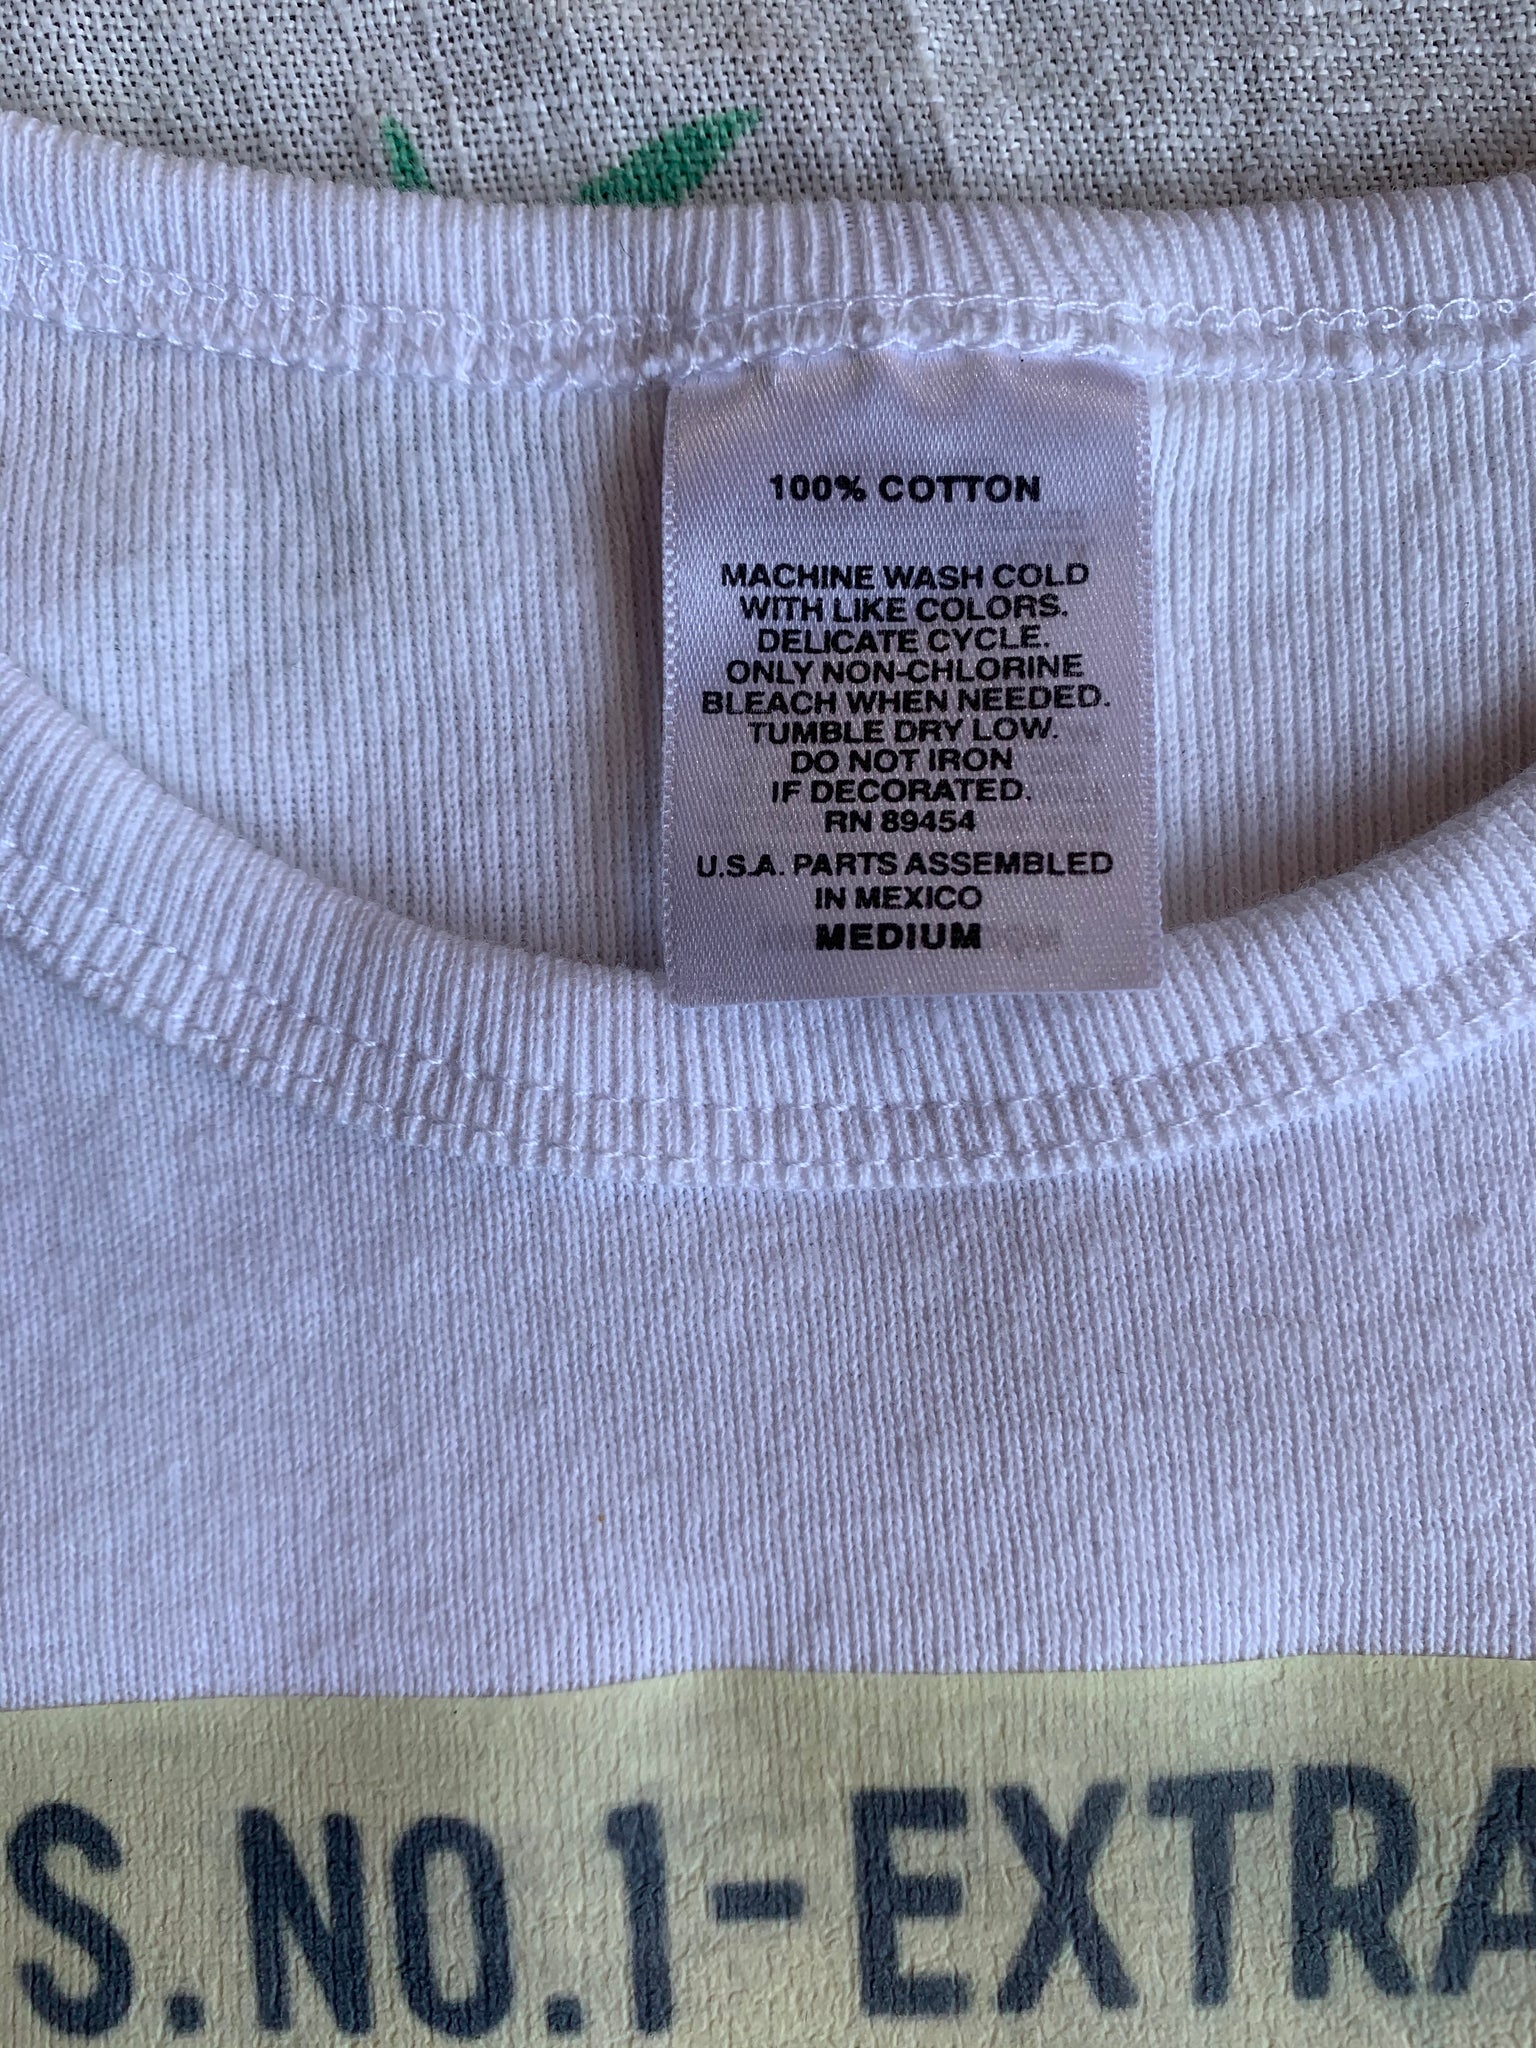 100% COTTON
MACHINE WASH COLD
WITH LIKE COLORS.
DELICATE CYCLE.
ONLY NON-CHLORINE
BLEACH WHEN NEEDED.
TUMBLE DRY LOW.
DO NOT IRON
IF DECORATED.
RN 89454
U.S.A. PARTS ASSEMBLED
IN MEXICO
MEDIUM
S. NO.1-EXTRA